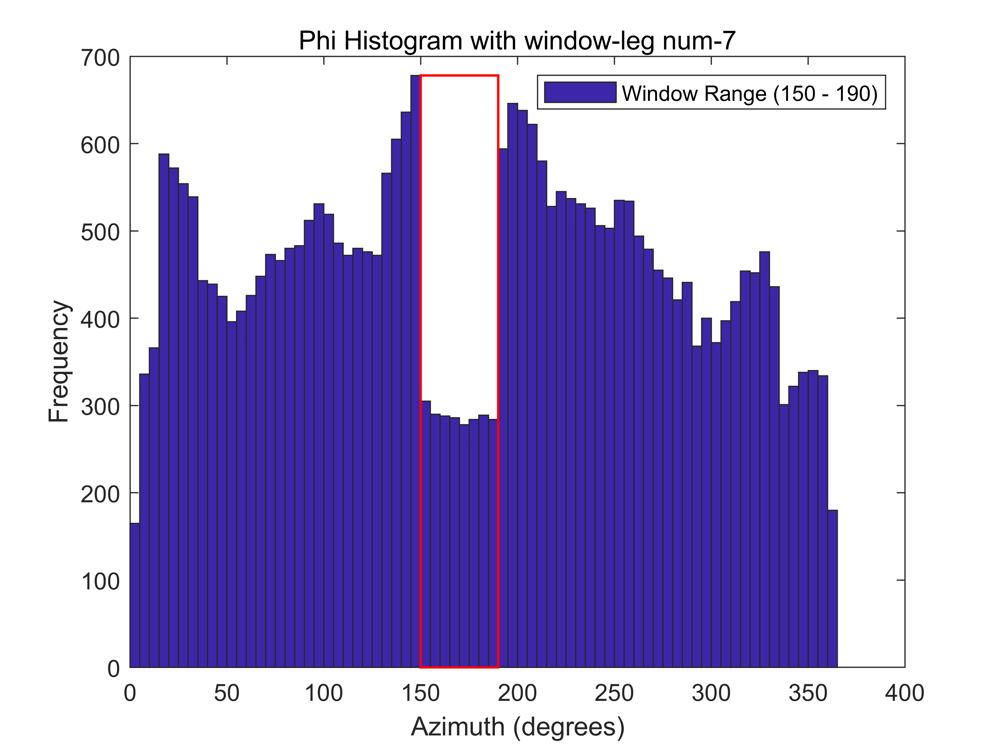 Phi Histogram with window-leg num-7
Window Range (150 - 190)
700
600
500
400
300
200
100
0
Frequency
0 50 100 150 200 250 300 350 400
Azimuth (degrees)